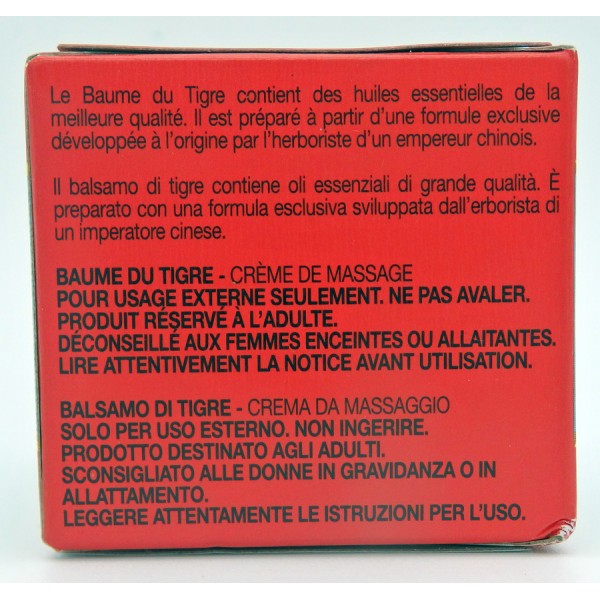 Le Baume du Tigre contient des huiles essentielles de la
meilleure qualité. Il est préparé à partir d'une formule exclusive
développée à l'origine par l'herboriste d'un empereur chinois.
Il balsamo di tigre contiene oli essenziali di grande qualità. È
preparato con una formula esclusiva sviluppata dall'erborista di
un imperatore cinese.
BAUME DU TIGRE - CRÈME DE MASSAGE
POUR USAGE EXTERNE SEULEMENT. NE PAS AVALER.
PRODUIT RÉSERVÉ À L'ADULTE.
DÉCONSEILLÉ AUX FEMMES ENCEINTES OU ALLAITANTES.
LIRE ATTENTIVEMENT LA NOTICE AVANT UTILISATION.
BALSAMO DI TIGRE - CREMA DA MASSAGGIO
SOLO PER USO ESTERNO. NON INGERIRE.
PRODOTTO DESTINATO AGLI ADULTI.
SCONSIGLIATO ALLE DONNE IN GRAVIDANZA O IN
ALLATTAMENTO.
LEGGERE ATTENTAMENTE LE ISTRUZIONI PER L'USO.